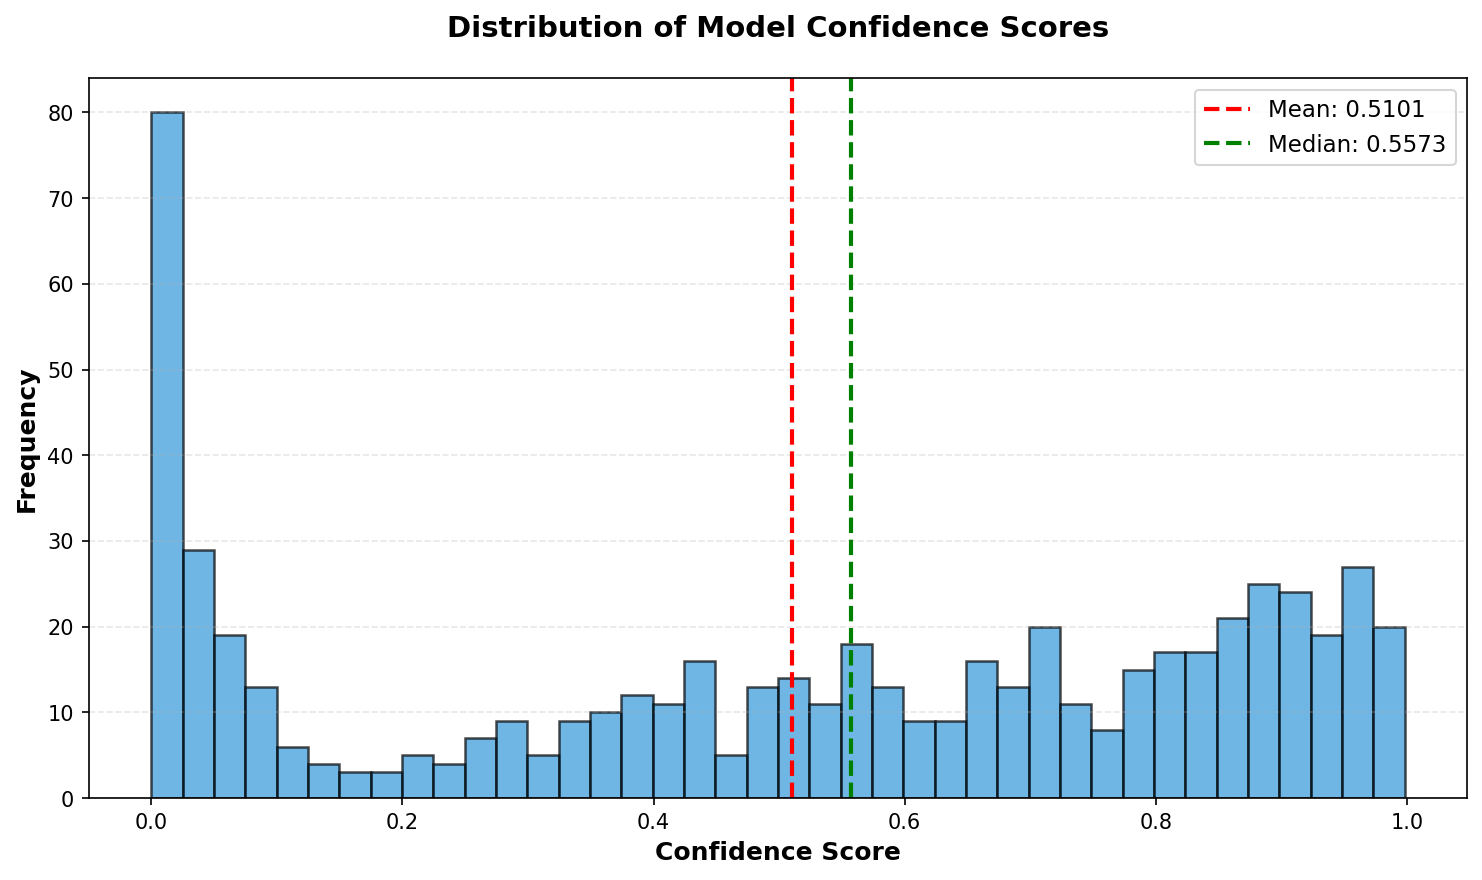 Distribution of Model Confidence Scores
Mean: 0.5101
Median: 0.5573
Frequency
80
70
60
50
40
30
20
10
0
0.0 0.2 0.4 0.6 0.8 1.0
Confidence Score